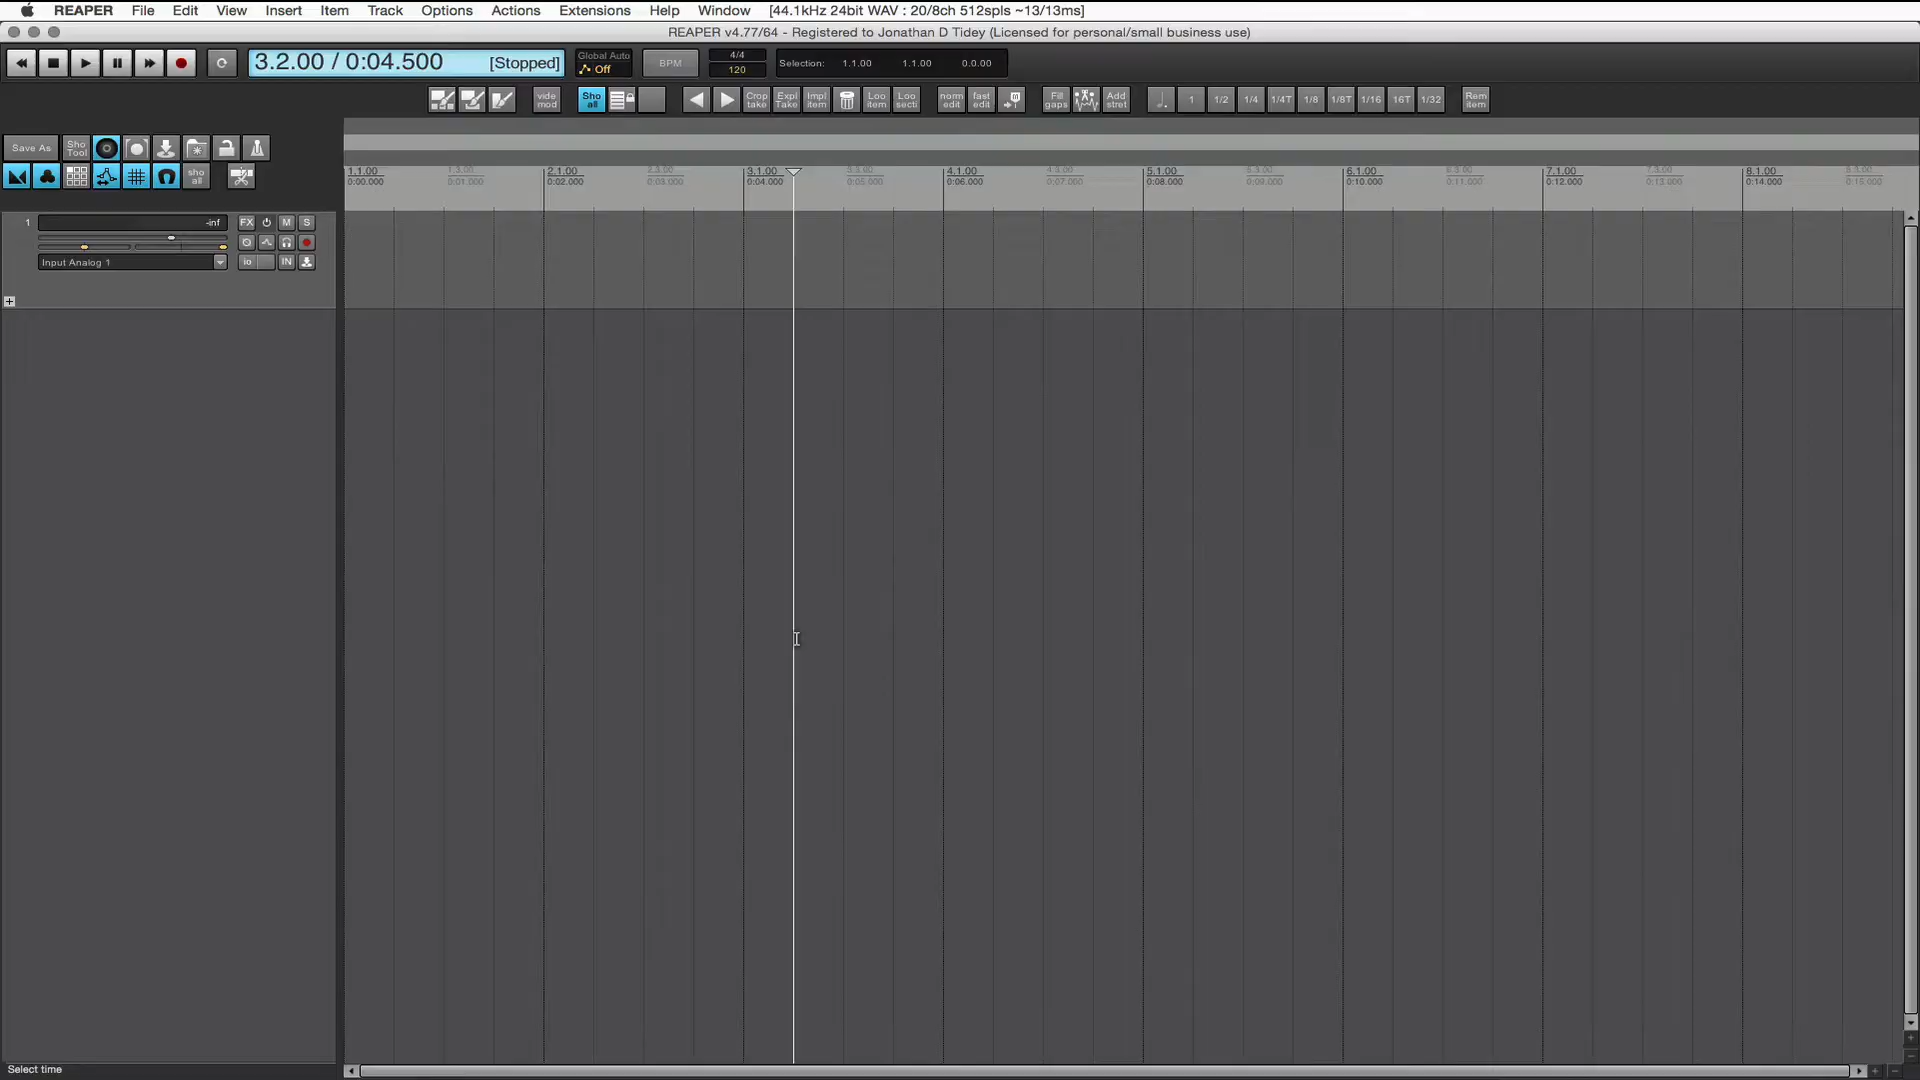 REAPER File Edit View Insert Item Track Options Actions Extensions Help Window [44.1kHz 24bit WAV : 20/8ch 512spls ~13/13ms]
REAPER v4.77/64 - Registered to Jonathan D Tidey (Licensed for personal/small business use)
3.2.00 / 0:04.500 [Stopped]
Global Auto
Off
BPM
4/4
120
Selection: 1.1.00 1.1.00 0.0.00
vide
mod
Sho
all
Crop
take
Expl
Take
Impl
item
Loo
item
Loo
secti
norm
edit
fast
edit
Fill
gaps
Add
stret
1 1/2 1/4 1/4T 1/8 1/8T 1/16 16T 1/32
Rem
item
Save As
Sho
Tool
sho
all
1.1.00 1.3.00 2.1.00 2.3.00 3.1.00 3.3.00 4.1.00 4.3.00 5.1.00 5.3.00 6.1.00 6.3.00 7.1.00 7.3.00 8.1.00 8.3.00
0:00.000 0:01.000 0:02.000 0:03.000 0:04.000 0:05.000 0:06.000 0:07.000 0:08.000 0:09.000 0:10.000 0:11.000 0:12.000 0:13.000 0:14.000 0:15.000
1 -inf FX M S
Input Analog 1 io IN
Select time